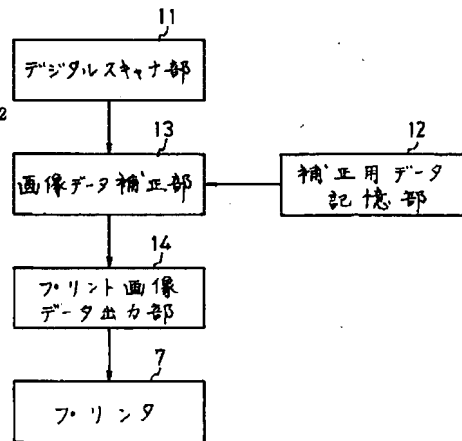 11
デジタルスキャナ部
2
13
画像データ補正部
12
補正用データ
記憶部
14
プリント画像
データ出力部
7
プリンタ